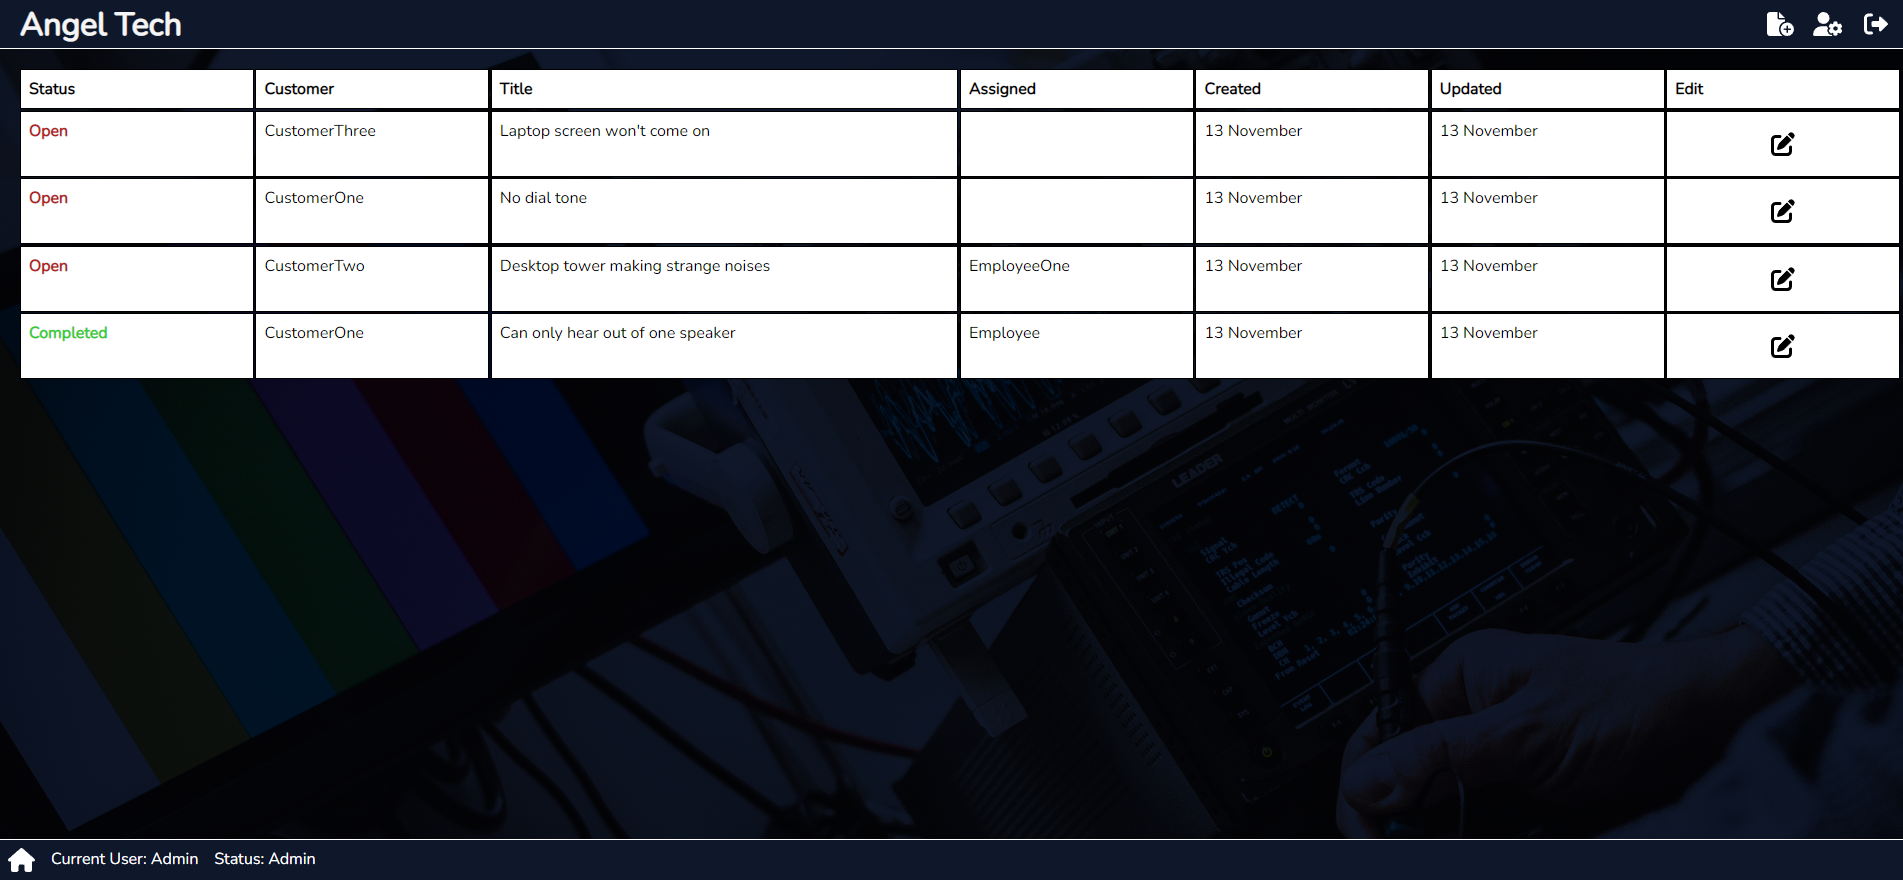 Angel Tech
Status Customer Title Assigned Created Updated Edit
Open CustomerThree Laptop screen won't come on 13 November 13 November
Open CustomerOne No dial tone 13 November 13 November
Open CustomerTwo Desktop tower making strange noises EmployeeOne 13 November 13 November
Completed CustomerOne Can only hear out of one speaker Employee 13 November 13 November
LEADER
Current User: Admin Status: Admin